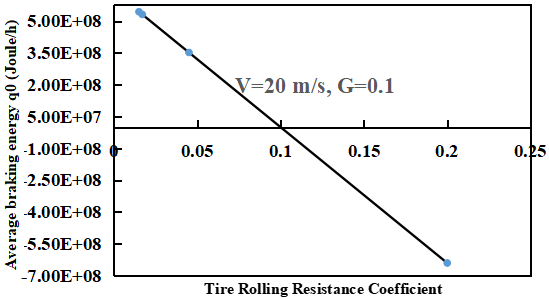 Average braking energy q0 (Joule/h)
5.00E+08
3.50E+08
2.00E+08
5.00E+07
-1.00E+08
-2.50E+08
-4.00E+08
-5.50E+08
-7.00E+08
V=20 m/s, G=0.1
0 0.05 0.1 0.15 0.2 0.25
Tire Rolling Resistance Coefficient